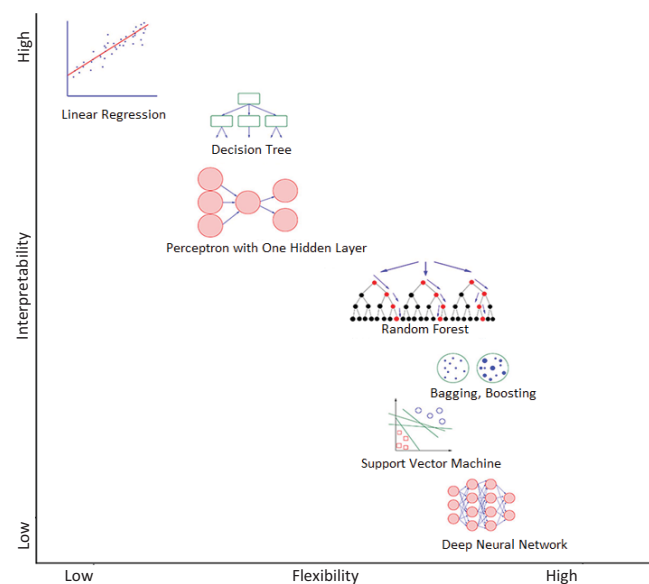 High
Linear Regression
Decision Tree
Perceptron with One Hidden Layer
Interpretability
Random Forest
Bagging, Boosting
Support Vector Machine
Low
Deep Neural Network
Low Flexibility High